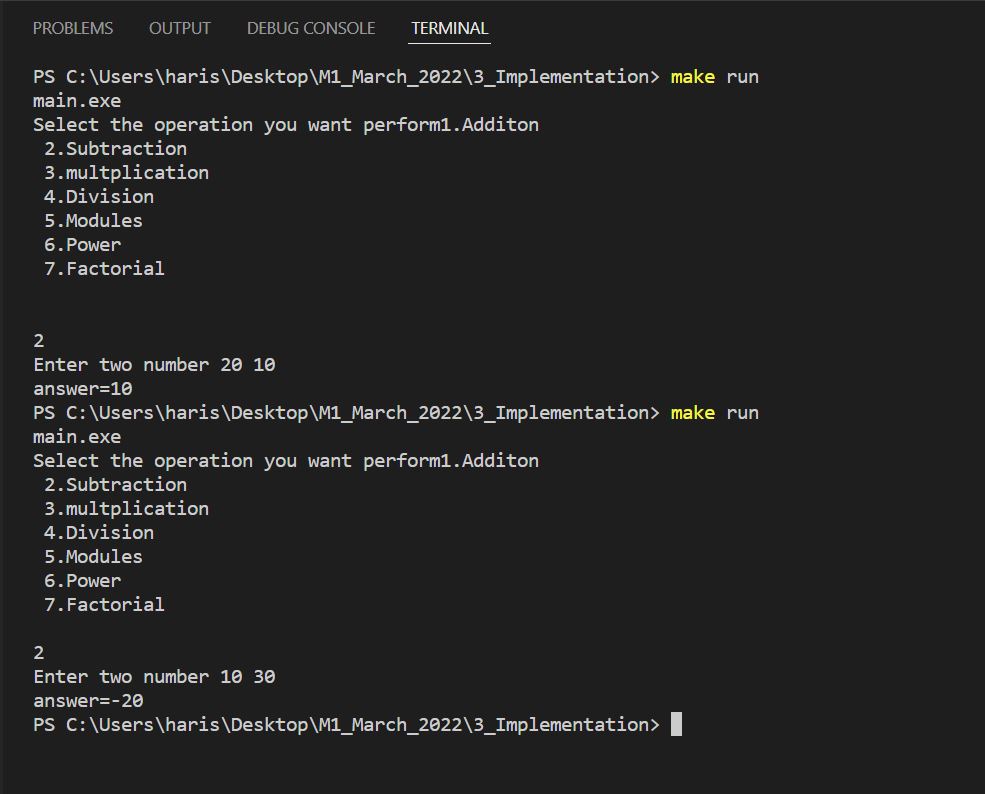 PROBLEMS OUTPUT DEBUG CONSOLE TERMINAL
PS C:\Users\haris\Desktop\M1_March_2022\3_Implementation> make run
main.exe
Select the operation you want perform1.Additon
 2.Subtraction
 3.multplication
 4.Division
 5.Modules
 6.Power
 7.Factorial
2
Enter two number 20 10
answer=10
PS C:\Users\haris\Desktop\M1_March_2022\3_Implementation> make run
main.exe
Select the operation you want perform1.Additon
 2.Subtraction
 3.multplication
 4.Division
 5.Modules
 6.Power
 7.Factorial
2
Enter two number 10 30
answer=-20
PS C:\Users\haris\Desktop\M1_March_2022\3_Implementation>